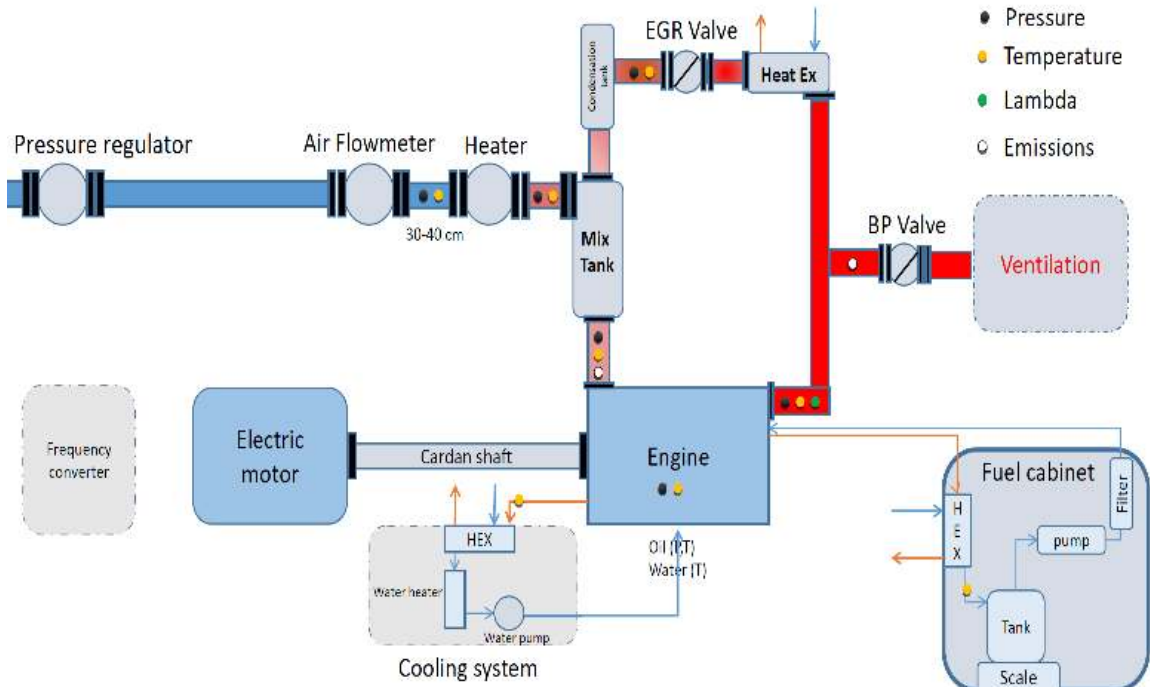 EGR Valve
Pressure
Temperature
Lambda
Emissions
Condensation
tank
Heat Ex
Pressure regulator
Air Flowmeter
Heater
30-40 cm
Mix
Tank
BP Valve
Ventilation
Frequency
converter
Electric
motor
Cardan shaft
Engine
Fuel cabinet
Filter
HEX
H
E
X
pump
Oil (P,T)
Water (T)
Water heater
Water pump
Tank
Cooling system
Scale